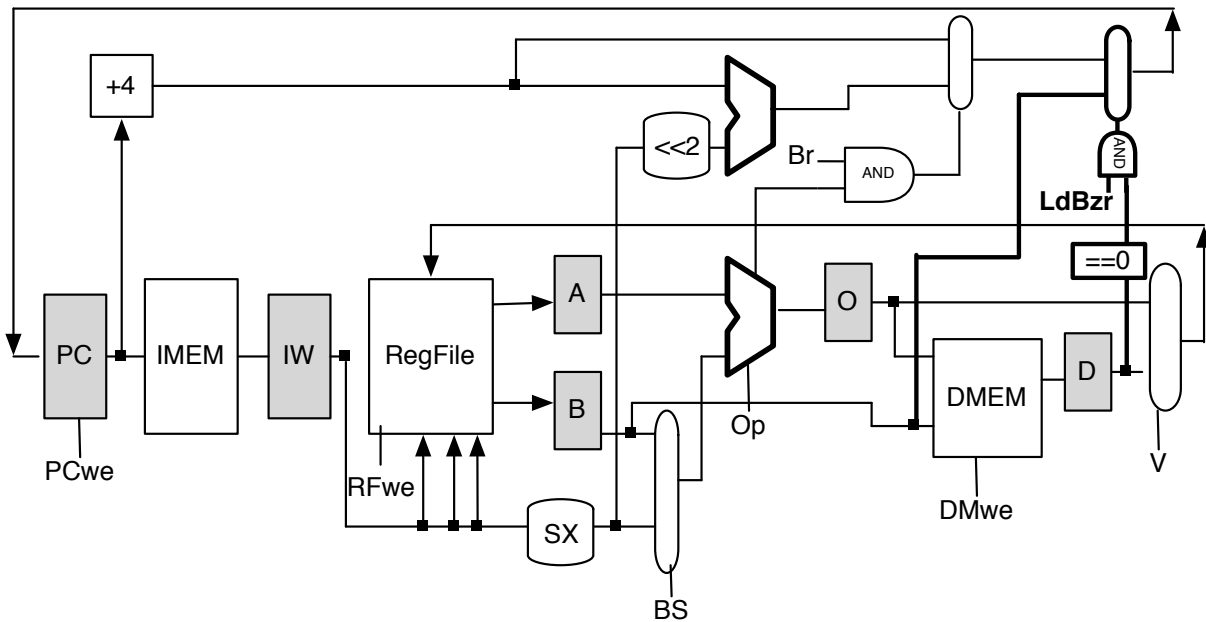 +4
<<2
Br
AND
AND
LdBzr
==0
PC
IMEM
IW
RegFile
A
B
O
DMEM
D
PCwe
RFwe
SX
Op
BS
DMwe
V